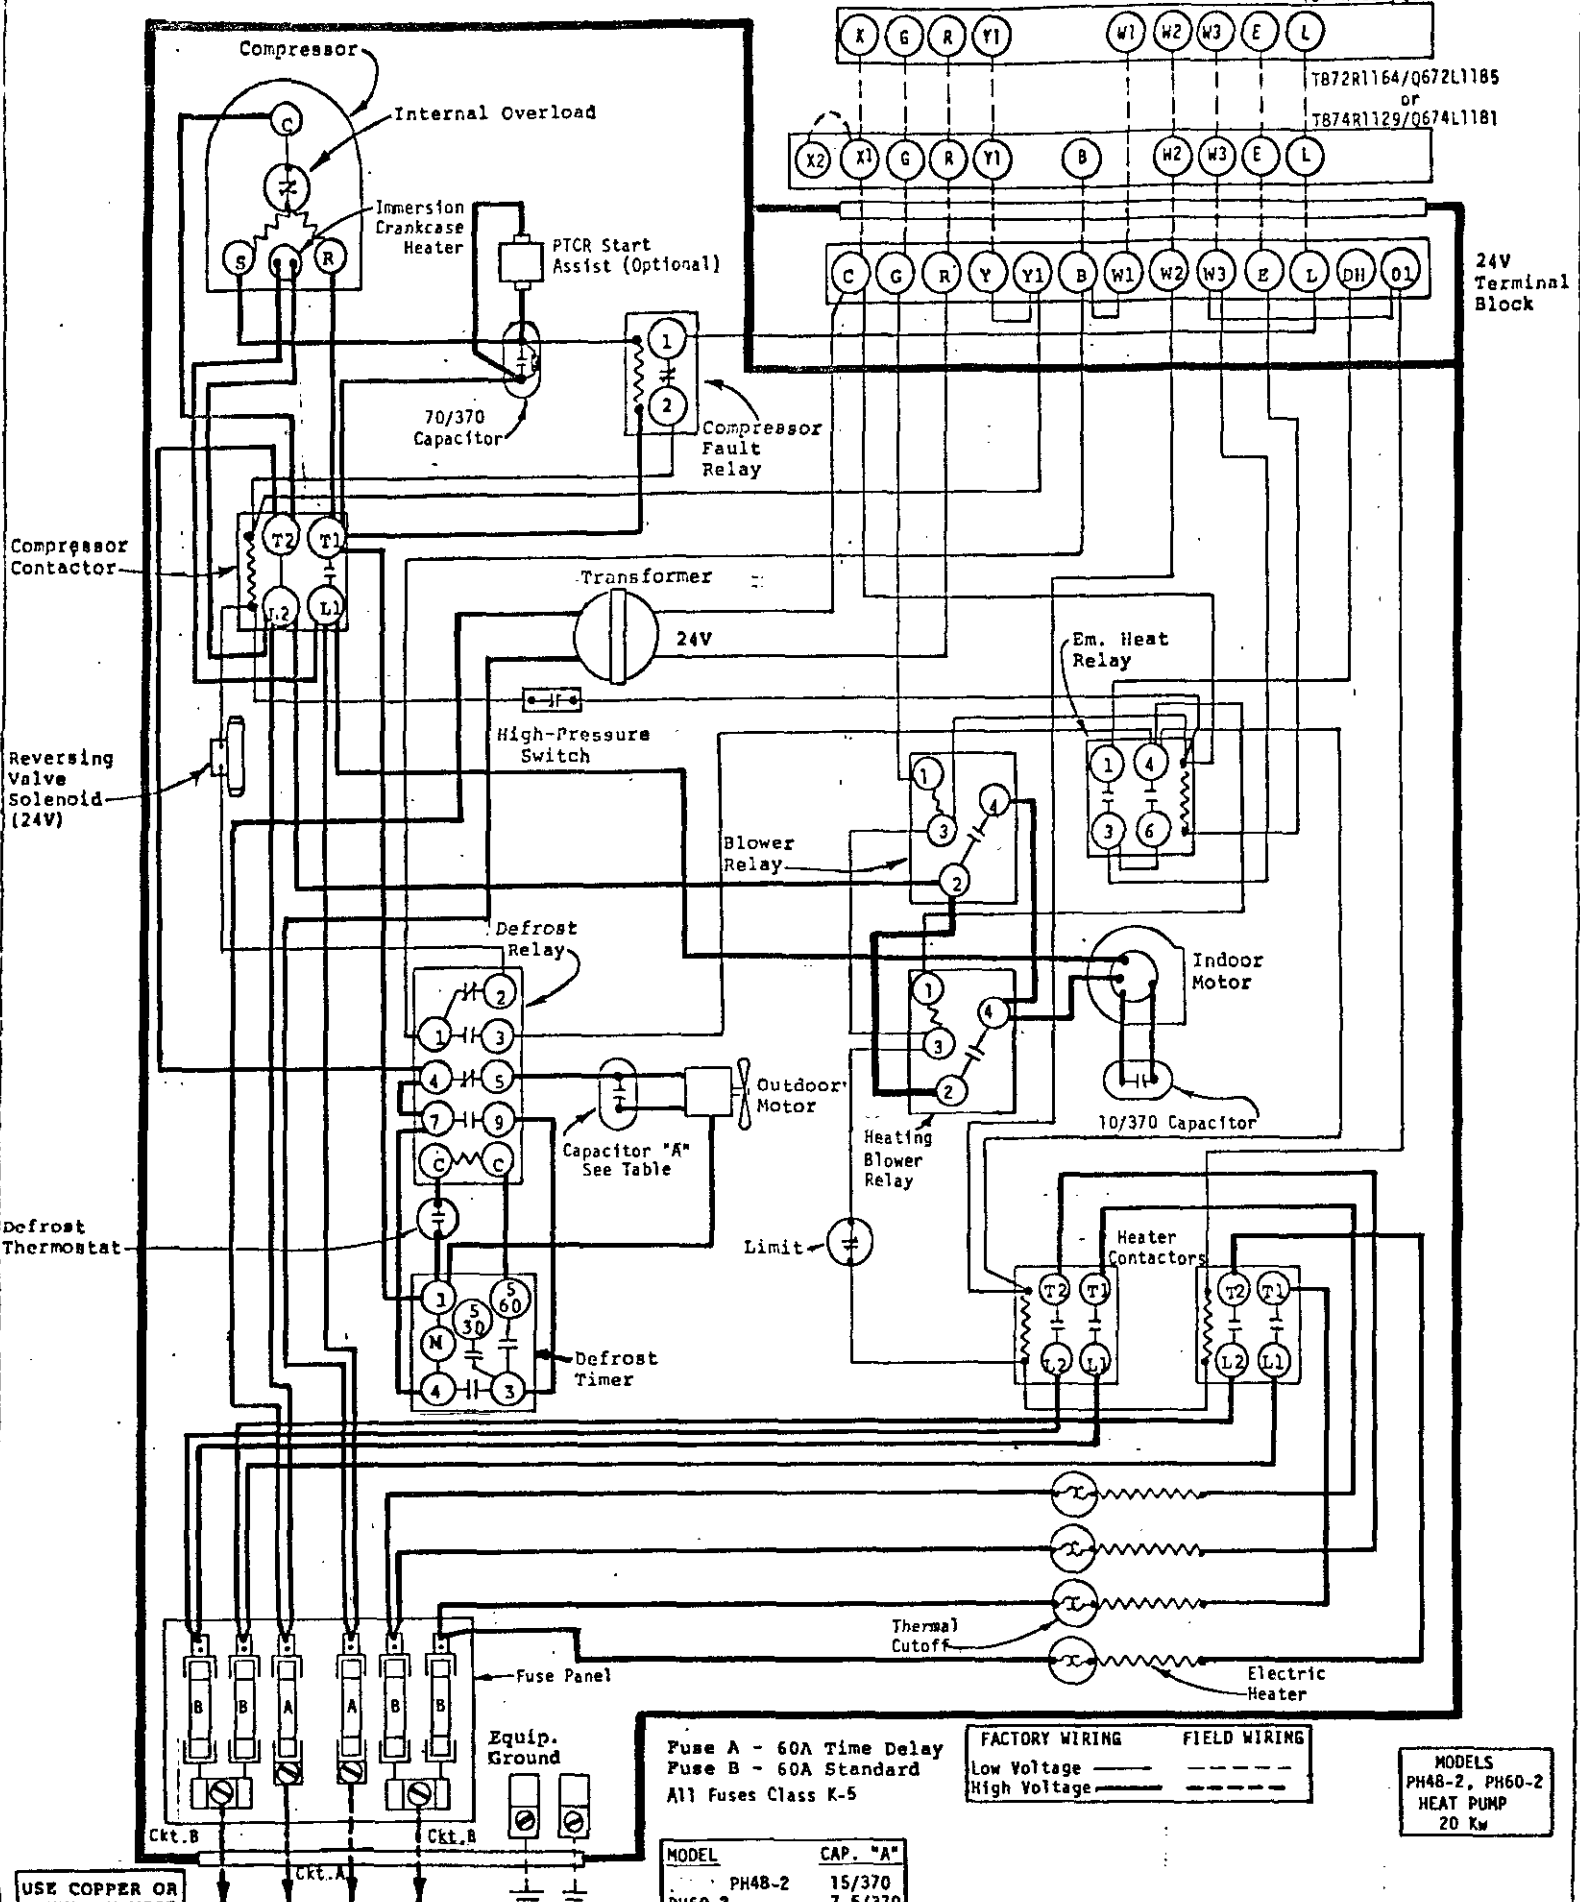 X G R Y1 W1 W2 W3 E L
T872R1164/Q672L1185
or
T874R1129/Q674L1181
X2 X1 G R Y1 B W2 W3 E L
C G R Y Y1 B W1 W2 W3 E L DH O1
24V
Terminal
Block
Compressor
C
Internal Overload
Immersion
Crankcase
Heater
S R
PTCR Start
Assist (Optional)
1
2
70/370
Capacitor
Compressor
Fault
Relay
Compressor
Contactor
T2 T1
L2 L1
Transformer
24V
High-Pressure
Switch
Em. Heat
Relay
1 4
3 6
Reversing
Valve
Solenoid
(24V)
Blower
Relay
1
4
3
2
Defrost
Relay
2
1 3
4 5
7 9
C C
Capacitor "A"
See Table
Outdoor
Motor
1
4
3
2
Heating
Blower
Relay
Indoor
Motor
10/370 Capacitor
Defrost
Thermostat
Limit
Heater
Contactors
T2 T1 T2 T1
L2 L1 L2 L1
1
S
30
S
60
M
4 3
Defrost
Timer
Thermal
Cutoff
Electric
Heater
Fuse Panel
B B A A B B
Ckt.B
Ckt.B
Ckt.A
Equip.
Ground
Fuse A - 60A Time Delay
Fuse B - 60A Standard
All Fuses Class K-5
FACTORY WIRING FIELD WIRING
Low Voltage
High Voltage
MODELS
PH48-2, PH60-2
HEAT PUMP
20 Kw
MODEL CAP. "A"
PH48-2 15/370
PH60-2 7.5/370
USE COPPER OR